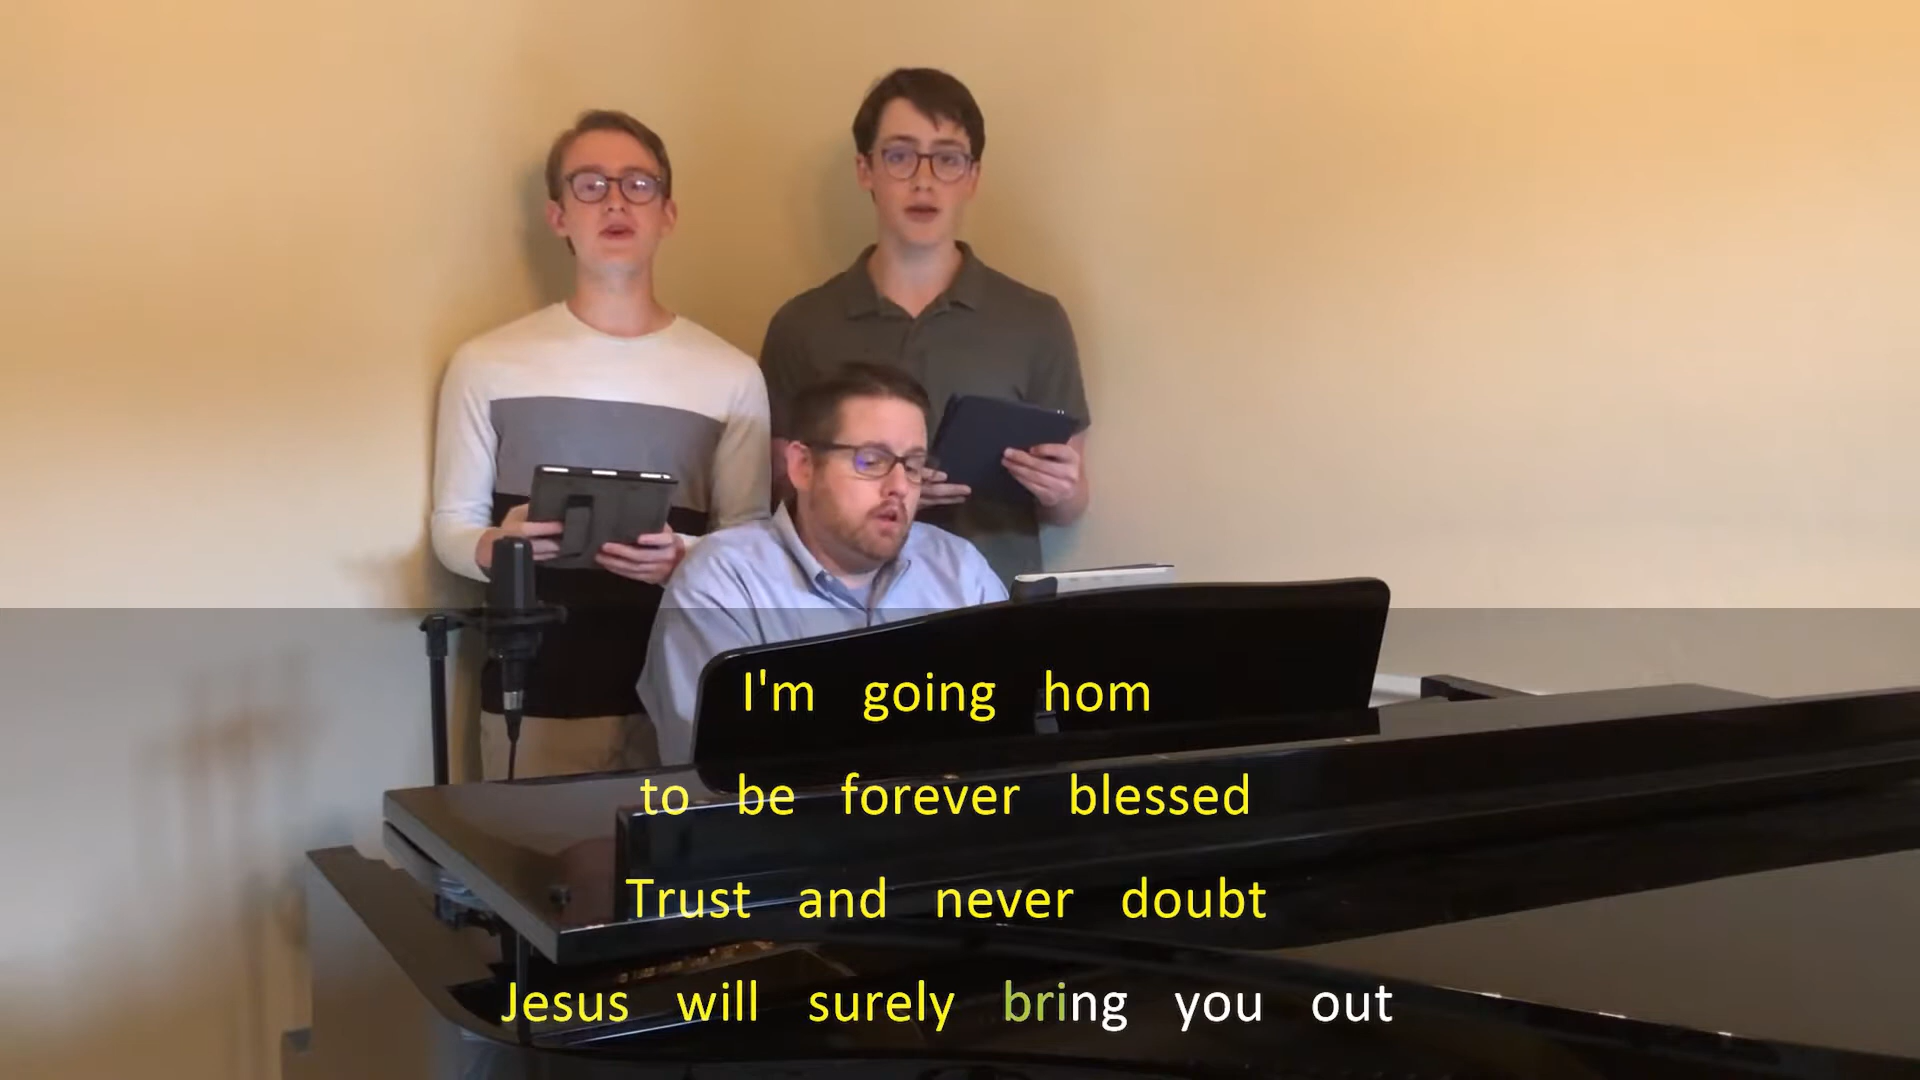 I'm going hom
to be forever blessed
Trust and never doubt
Jesus will surely bring you out